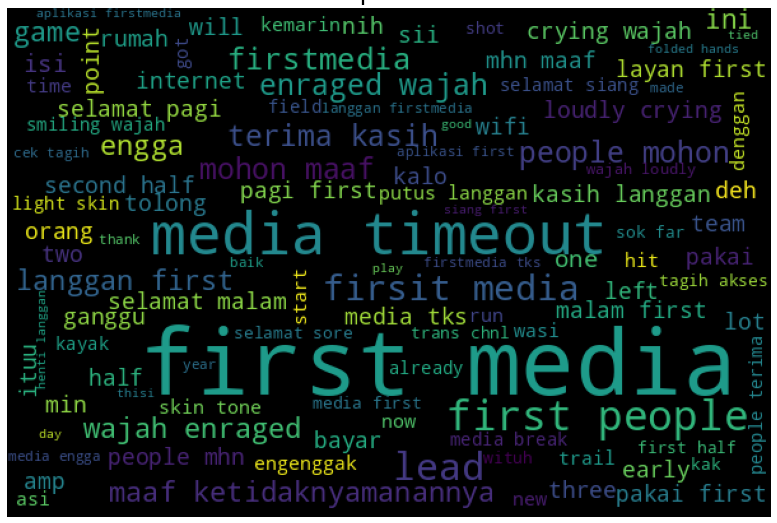 aplikasi firstmedia
game
rumah
will
kemarin
nih
sii
shot
crying wajah
ini
tied
isi
time
point
got
firstmedia
mhn maaf
folded hands
layan first
internet
enraged wajah
selamat siang
made
selamat pagi
field
langgan firstmedia
loudly crying
smiling wajah
engga
terima kasih
good
wifi
people mohon
denggan
cek tagih
mohon maaf
aplikasi first
kalo
wajah loudly
second half
pagi first
putus langgan
kasih langgan
deh
light skin
tolong
siang first
orang
thank
media timeout
sok far
team
two
baik
play
firstmedia tks
one
hit
pakai
langgan first
start
firsit media
left
tagih akses
selamat malam
ganggu
media tks
run
malam first
lot
ituu
henti langgan
kayak
selamat sore
trans chnl
wasi
first media
year
already
half
thisi
min
skin tone
media first
now
first people
people terima
day
wajah enraged
bayar
media break
first half
media engga
people mhn
engenggak
lead
wituh
trail
early
kak
amp
asi
maaf ketidaknyamanannya
new
three
pakai first